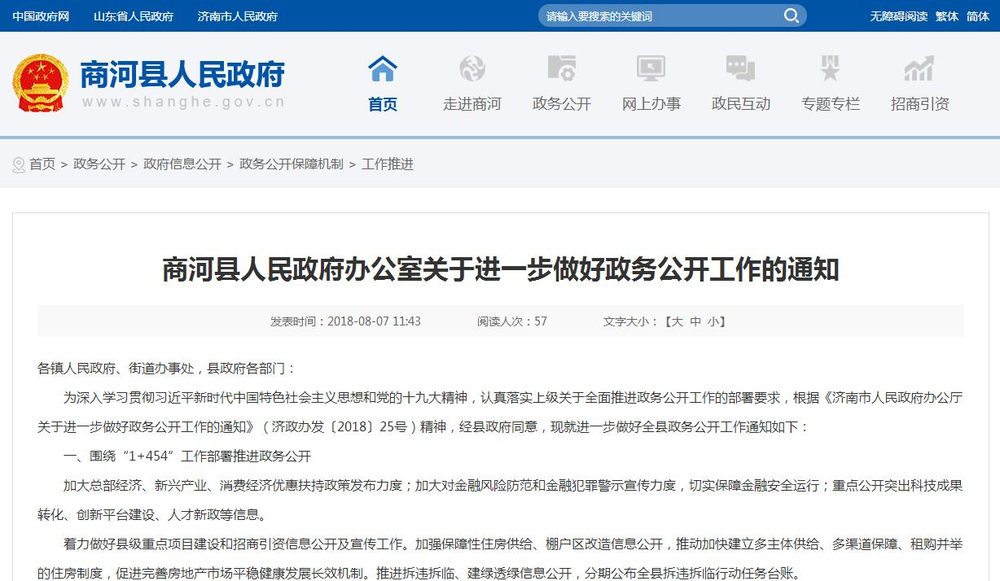 中国政府网 山东省人民政府 济南市人民政府 请输入要搜索的关键词 无障碍阅读 繁体 简体
商河县人民政府
www.shanghe.gov.cn
首页 走进商河 政务公开 网上办事 政民互动 专题专栏 招商引资
首页 > 政务公开 > 政府信息公开 > 政务公开保障机制 > 工作推进
商河县人民政府办公室关于进一步做好政务公开工作的通知
发表时间：2018-08-07 11:43 阅读人次：57 文字大小：【大 中 小】
各镇人民政府、街道办事处，县政府各部门：
为深入学习贯彻习近平新时代中国特色社会主义思想和党的十九大精神，认真落实上级关于全面推进政务公开工作的部署要求，根据《济南市人民政府办公厅
关于进一步做好政务公开工作的通知》（济政办发〔2018〕25号）精神，经县政府同意，现就进一步做好全县政务公开工作通知如下：
一、围绕“1+454”工作部署推进政务公开
加大总部经济、新兴产业、消费经济优惠扶持政策发布力度；加大对金融风险防范和金融犯罪警示宣传力度，切实保障金融安全运行；重点公开突出科技成果
转化、创新平台建设、人才新政等信息。
着力做好县级重点项目建设和招商引资信息公开及宣传工作。加强保障性住房供给、棚户区改造信息公开，推动加快建立多主体供给、多渠道保障、租购并举
的住房制度，促进完善房地产市场平稳健康发展长效机制。推进拆违拆临、建绿透绿信息公开，分期公布全县拆违拆临行动任务台账。